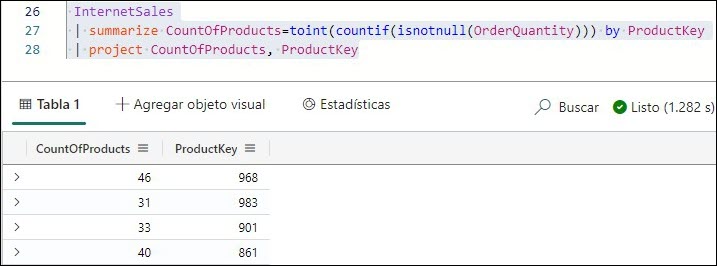 26 InternetSales
27 | summarize CountOfProducts=toint(countif(isnotnull(OrderQuantity))) by ProductKey
28 | project CountOfProducts, ProductKey
Tabla 1 Agregar objeto visual Estadísticas Buscar Listo (1.282 s)
CountOfProducts ProductKey
46 968
31 983
33 901
40 861